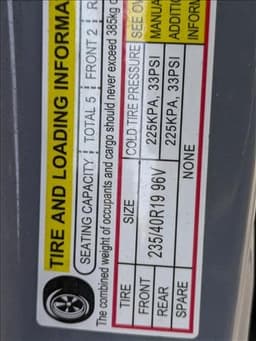 TIRE AND LOADING INFORMA
SEATING CAPACITY TOTAL 5 FRONT 2 R
The combined weight of occupants and cargo should never exceed 385kg
TIRE SIZE COLD TIRE PRESSURE SEE OW
FRONT 235/40R19 96V 225KPA, 33PSI MANUA
REAR 225KPA, 33PSI ADDITIO
SPARE NONE INFORM